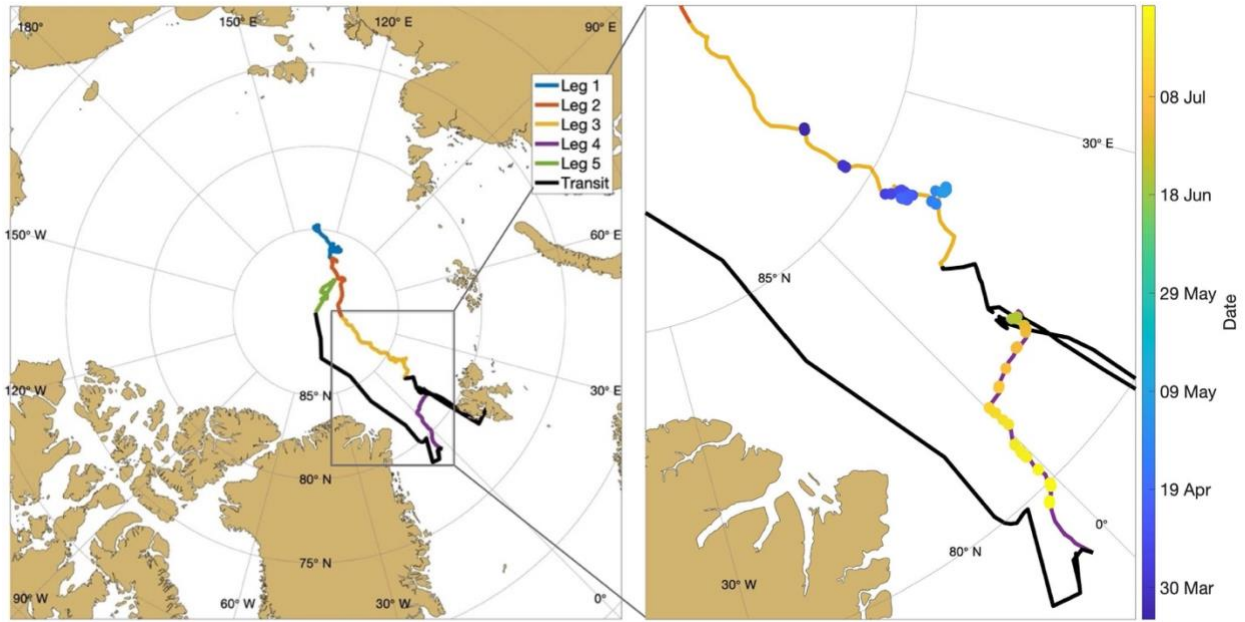 180°
150° E
120° E
90° E
Leg 1
Leg 2
Leg 3
Leg 4
Leg 5
Transit
150° W
60° E
120° W
85° N
30° E
80° N
75° N
90° W
60° W
30° W
0°
30° E
85° N
0°
80° N
30° W
08 Jul
18 Jun
29 May
09 May
19 Apr
30 Mar
Date